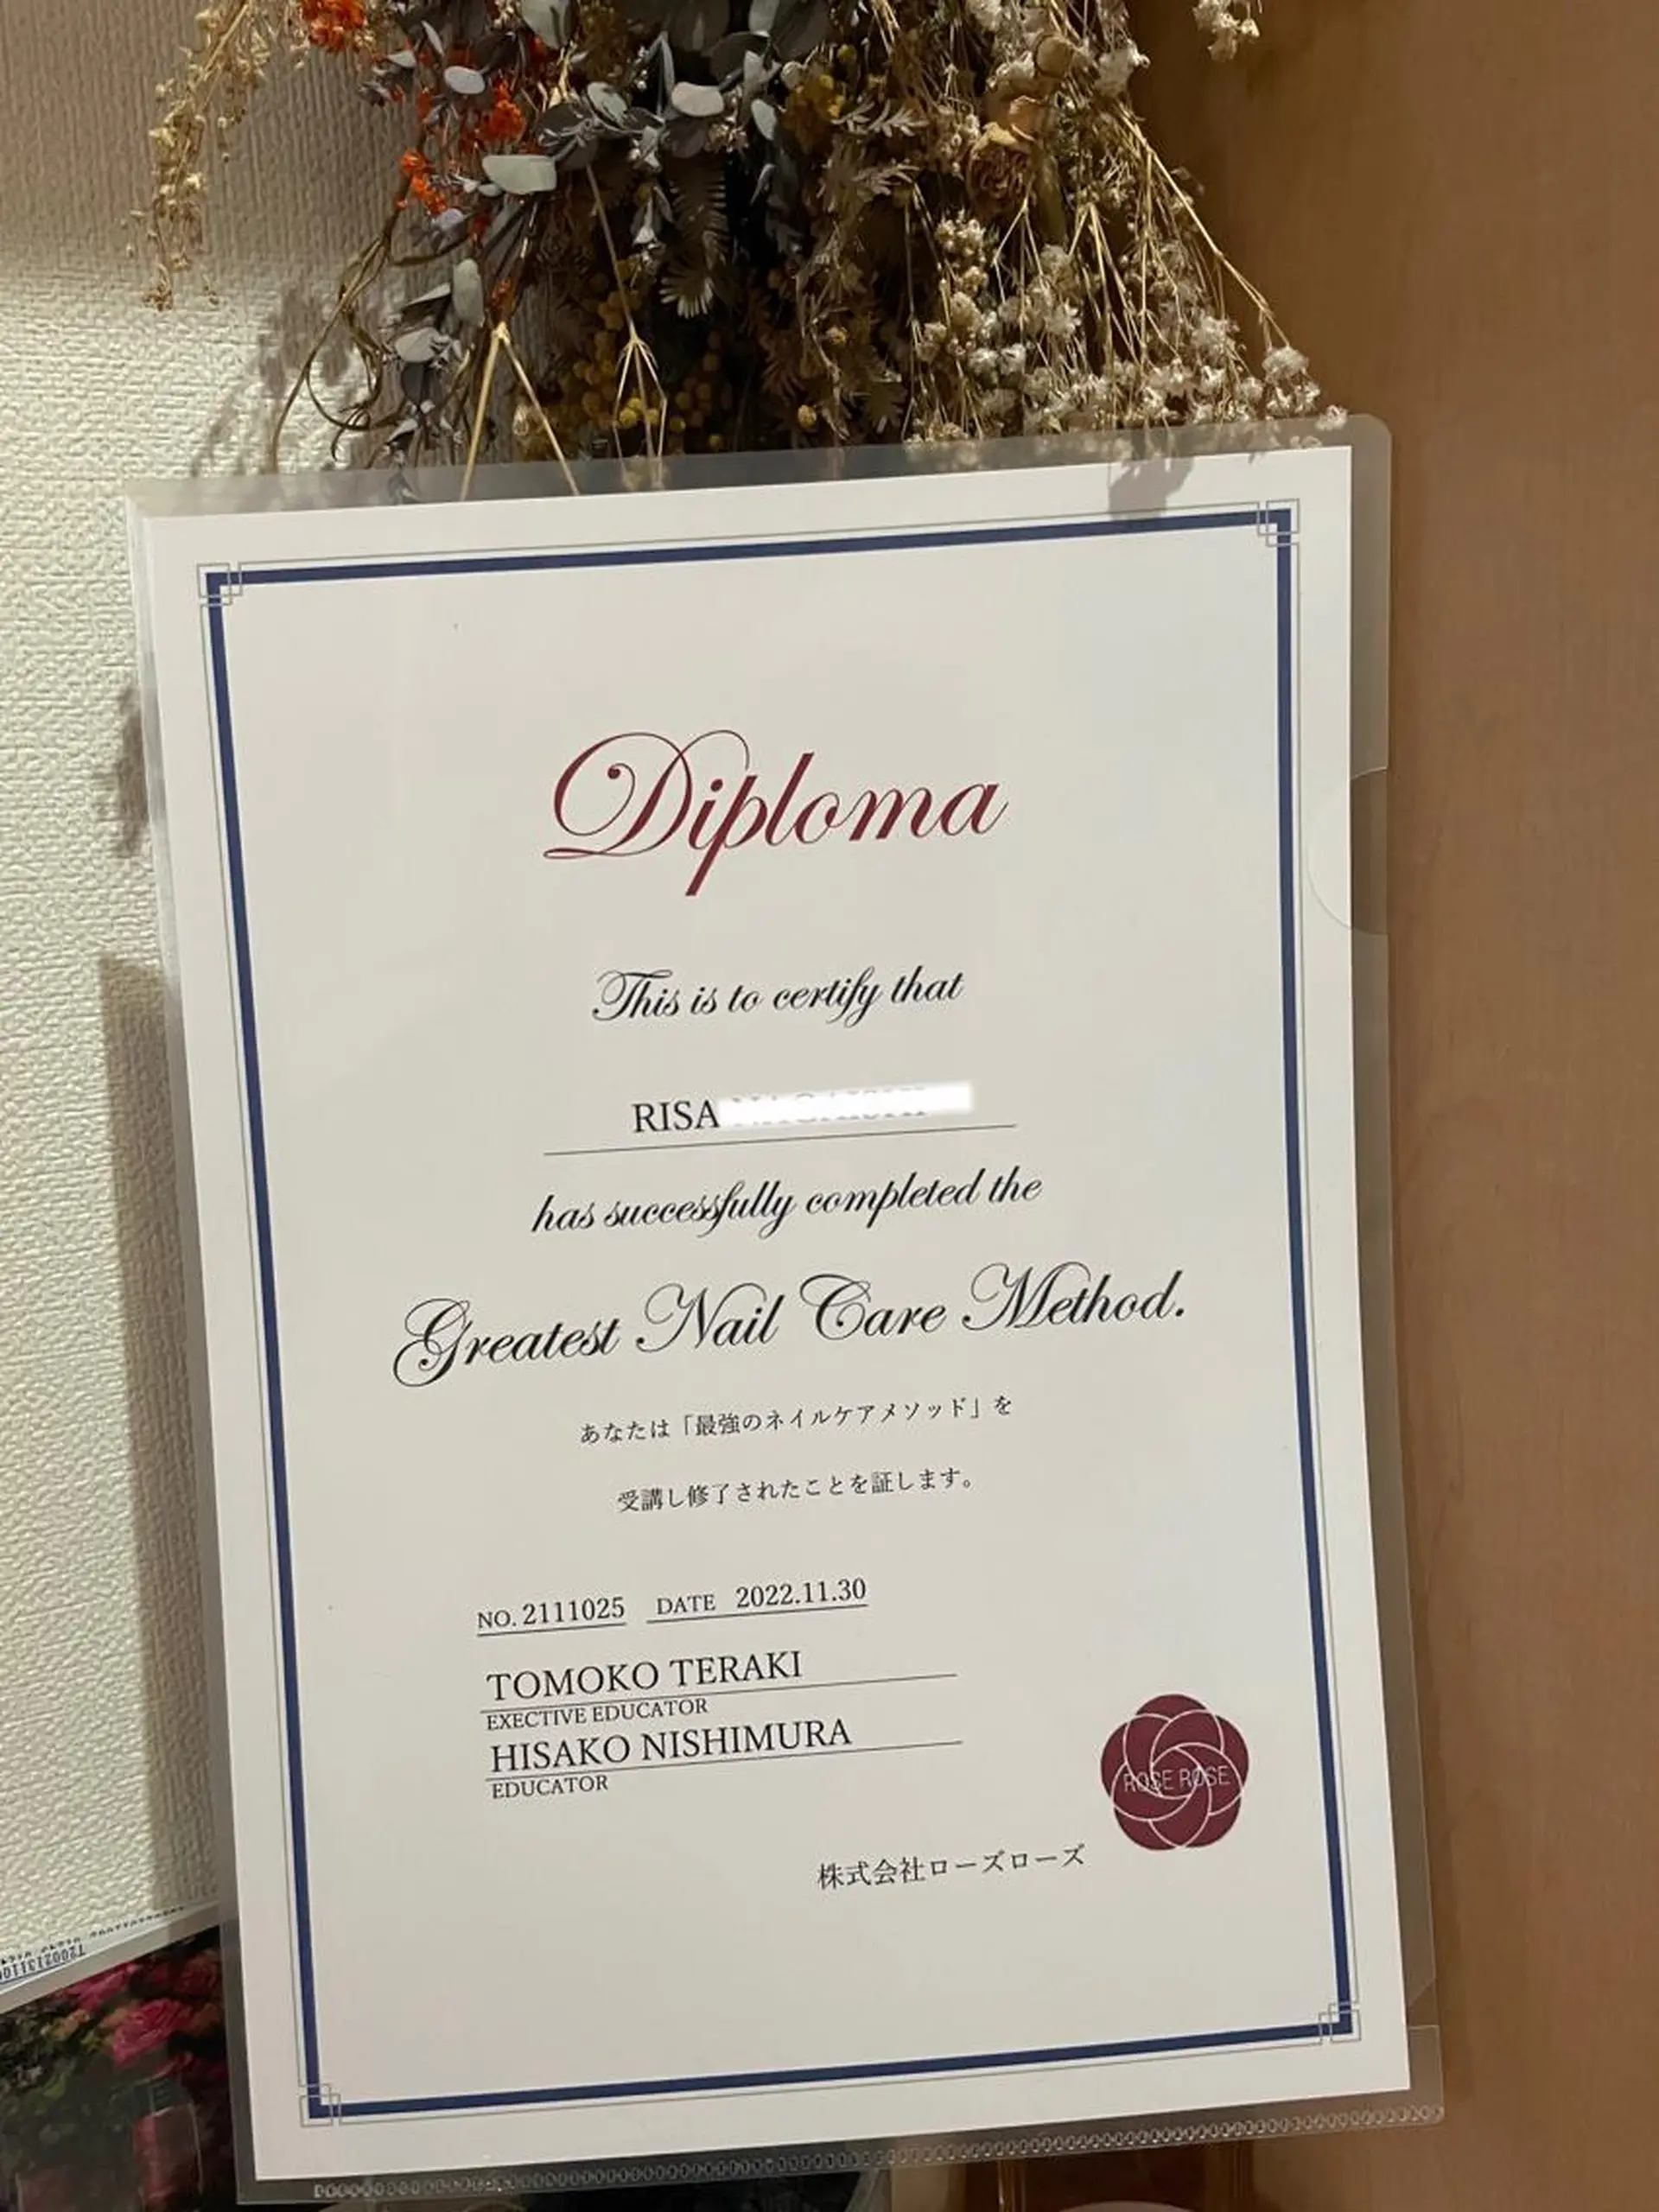 Diploma
This is to certify that
RISA
has successfully completed the
Greatest Nail Care Method.
あなたは「最強のネイルケアメソッド」を
受講し修了されたことを証します。
NO. 2111025 DATE 2022.11.30
TOMOKO TERAKI
EXECTIVE EDUCATOR
HISAKO NISHIMURA
EDUCATOR
ROSE ROSE
株式会社ローズローズ